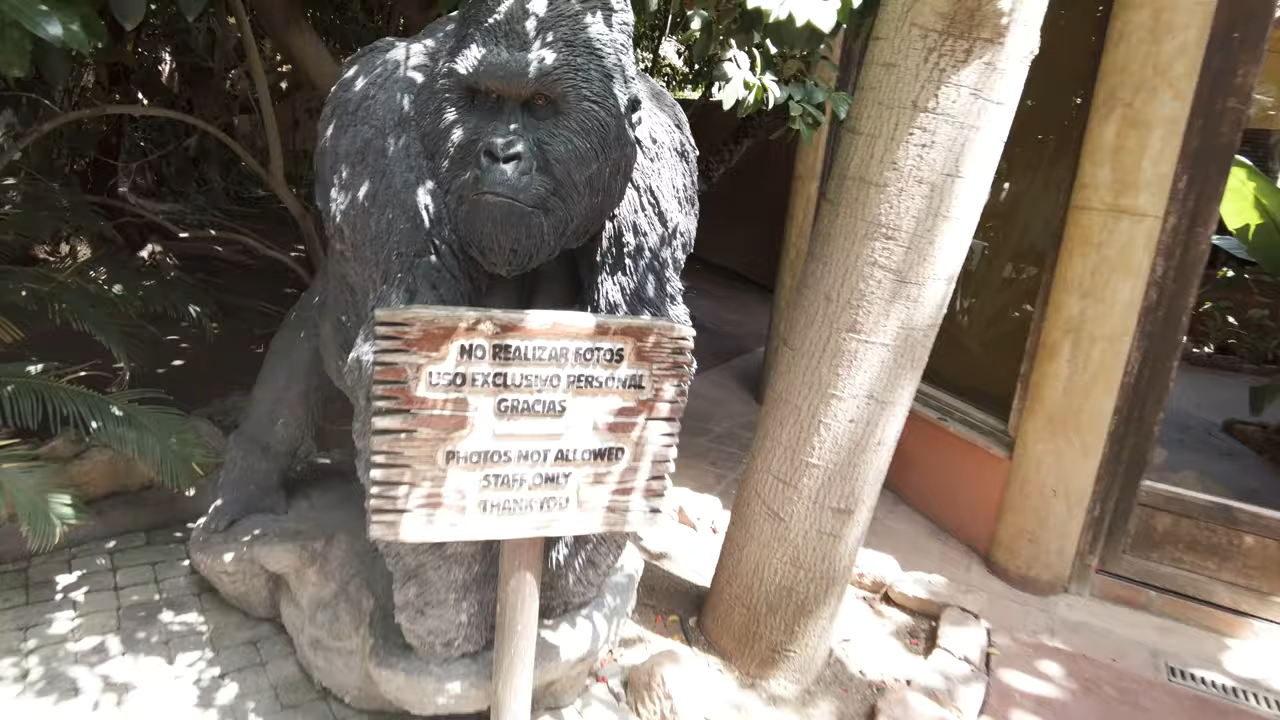 NO REALIZAR FOTOS
USO EXCLUSIVO PERSONAL
GRACIAS
PHOTOS NOT ALLOWED
STAFF ONLY
THANK YOU